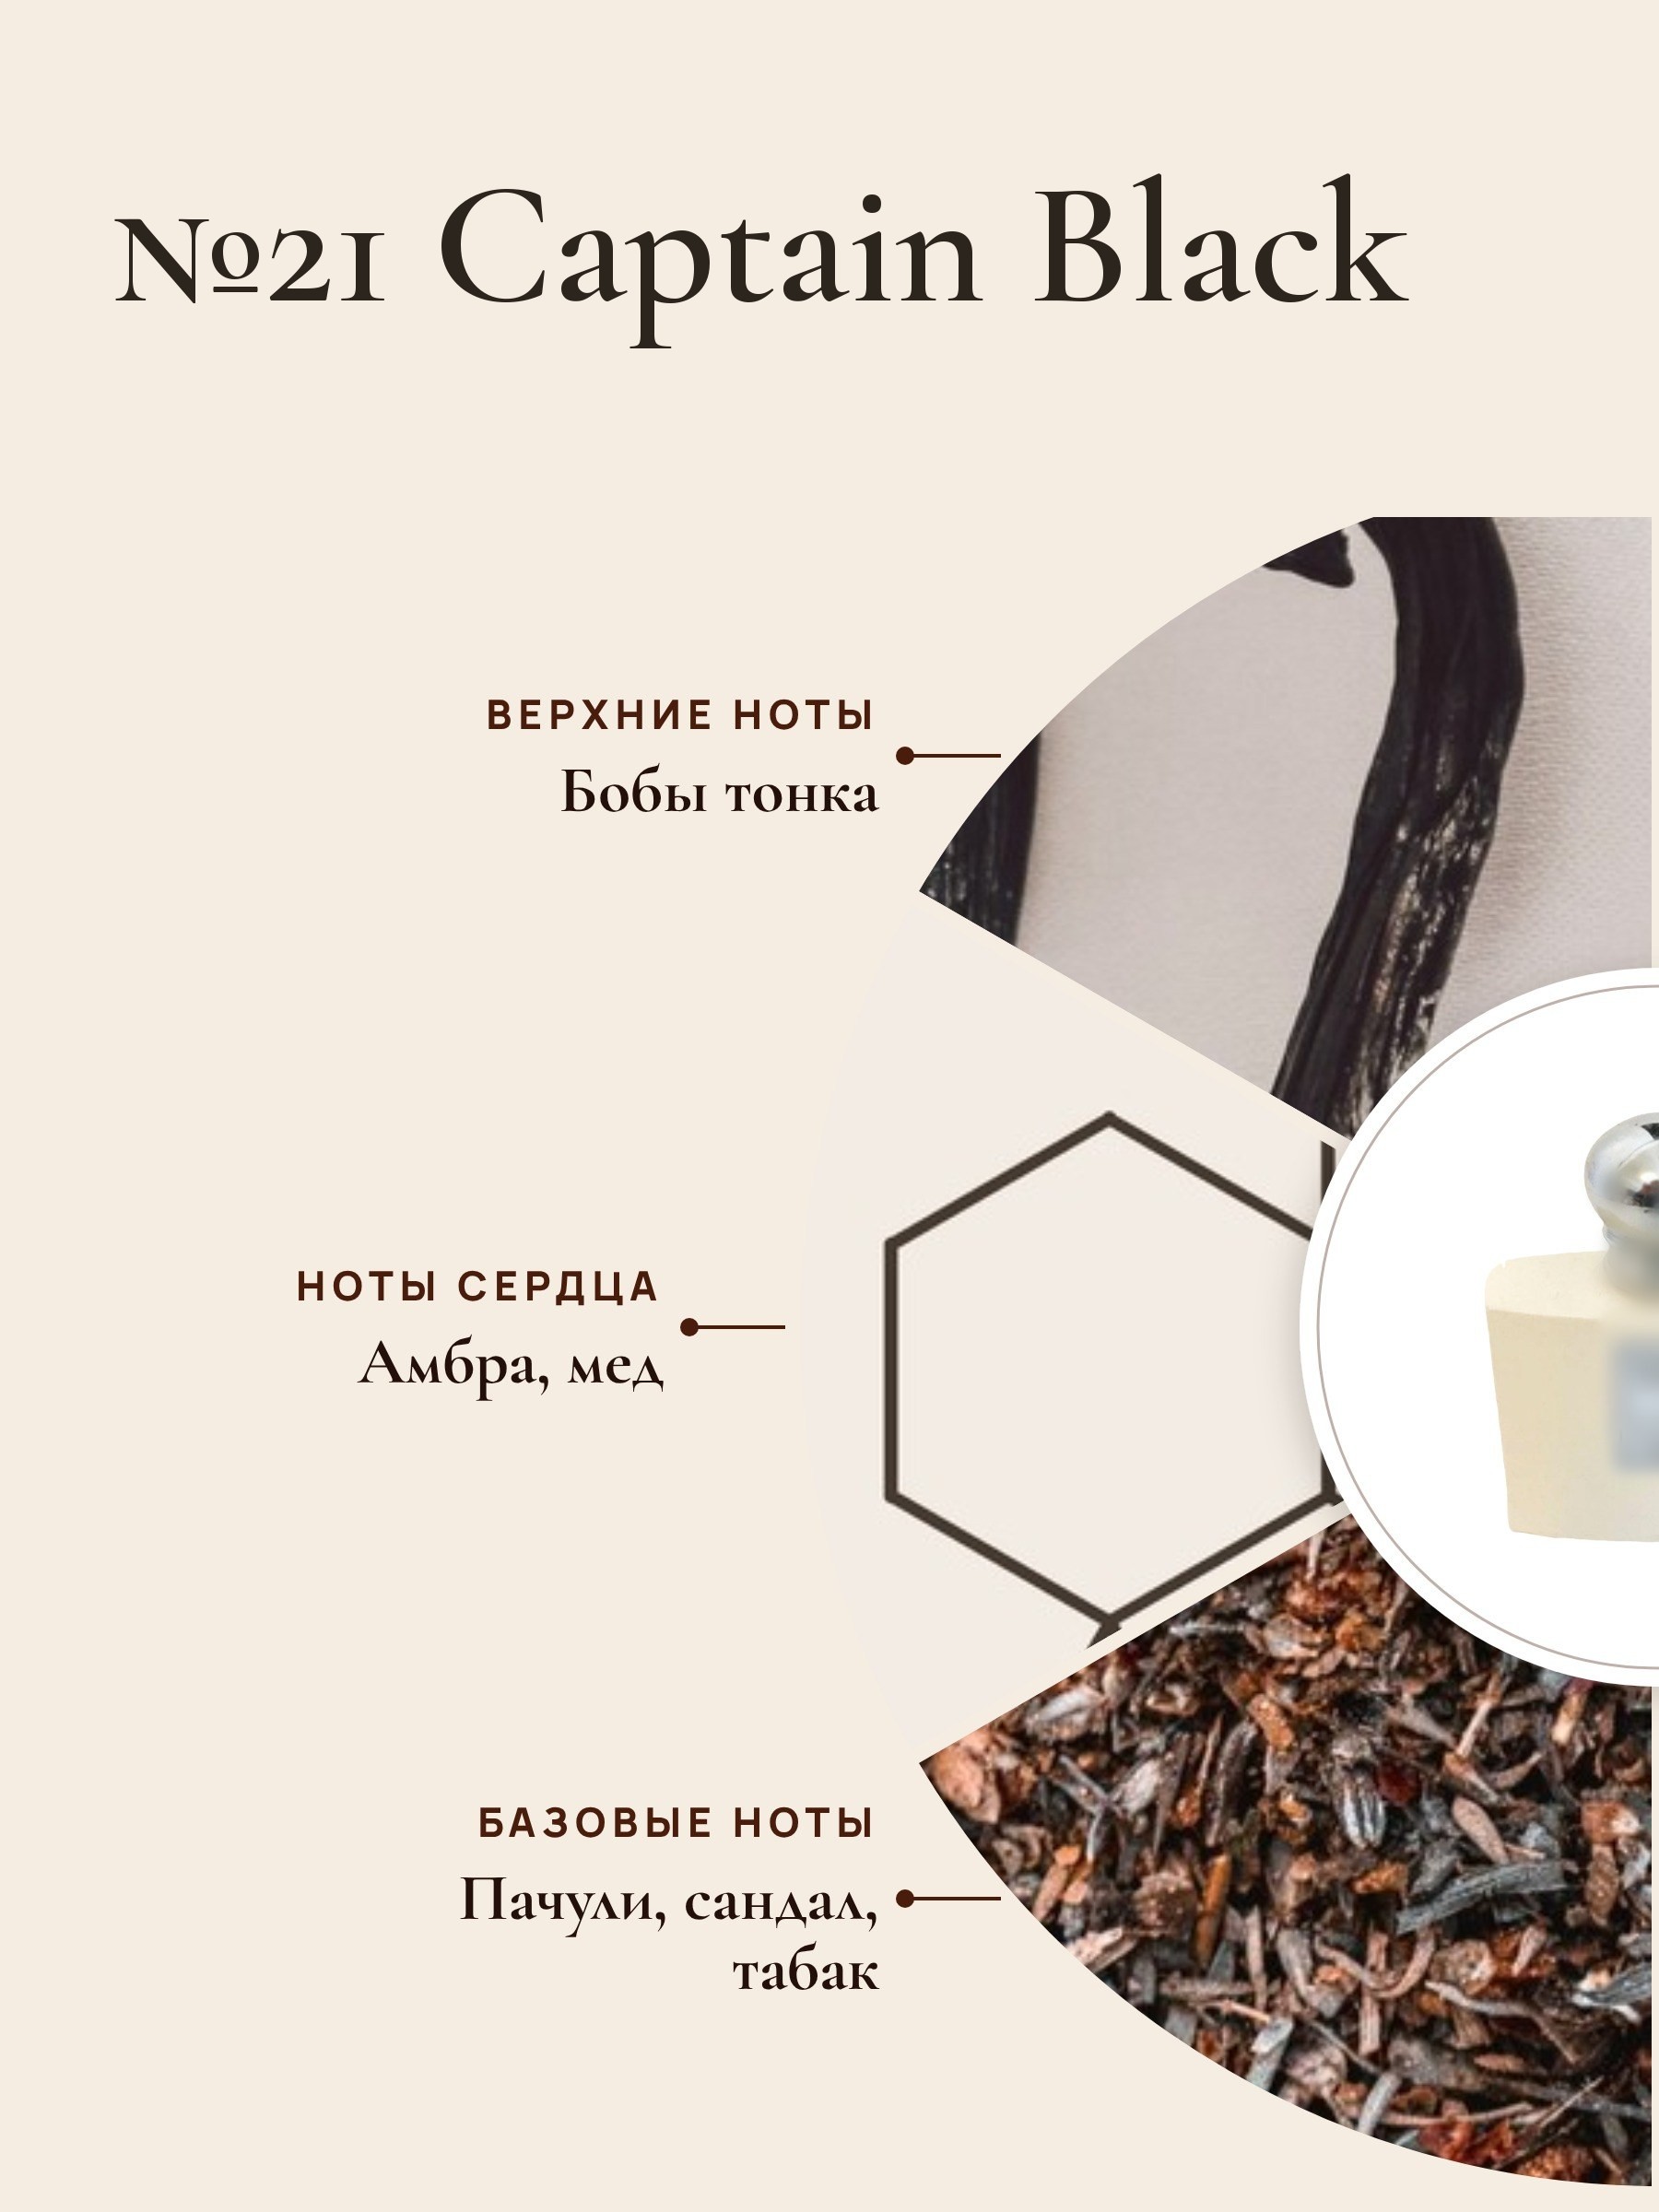 №21 Captain Black
ВЕРХНИЕ НОТЫ
Бобы тонка
НОТЫ СЕРДЦА
Амбра, мед
БАЗОВЫЕ НОТЫ
Пачули, сандал,
табак